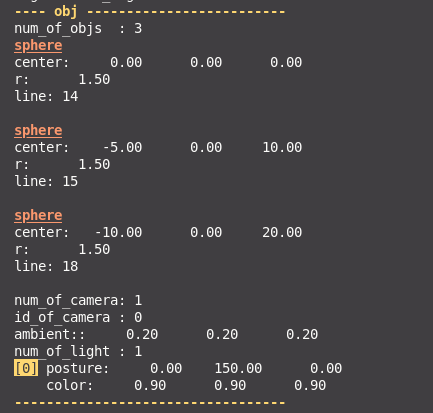 ---- obj -------------------------
num_of_objs  : 3
sphere
center:     0.00      0.00      0.00
r:      1.50
line: 14

sphere
center:    -5.00      0.00     10.00
r:      1.50
line: 15

sphere
center:   -10.00      0.00     20.00
r:      1.50
line: 18

num_of_camera: 1
id_of_camera : 0
ambient::     0.20      0.20      0.20
num_of_light : 1
[0] posture:     0.00    150.00      0.00
    color:     0.90      0.90      0.90
----------------------------------